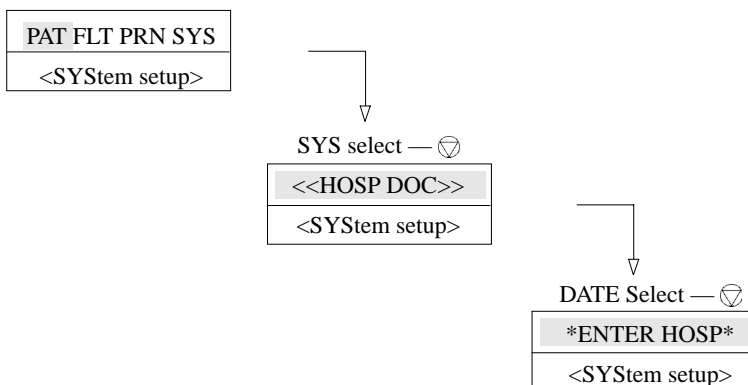 PAT FLT PRN SYS
<SYStem setup>
SYS select —
<<HOSP DOC>>
<SYStem setup>
DATE Select —
*ENTER HOSP*
<SYStem setup>